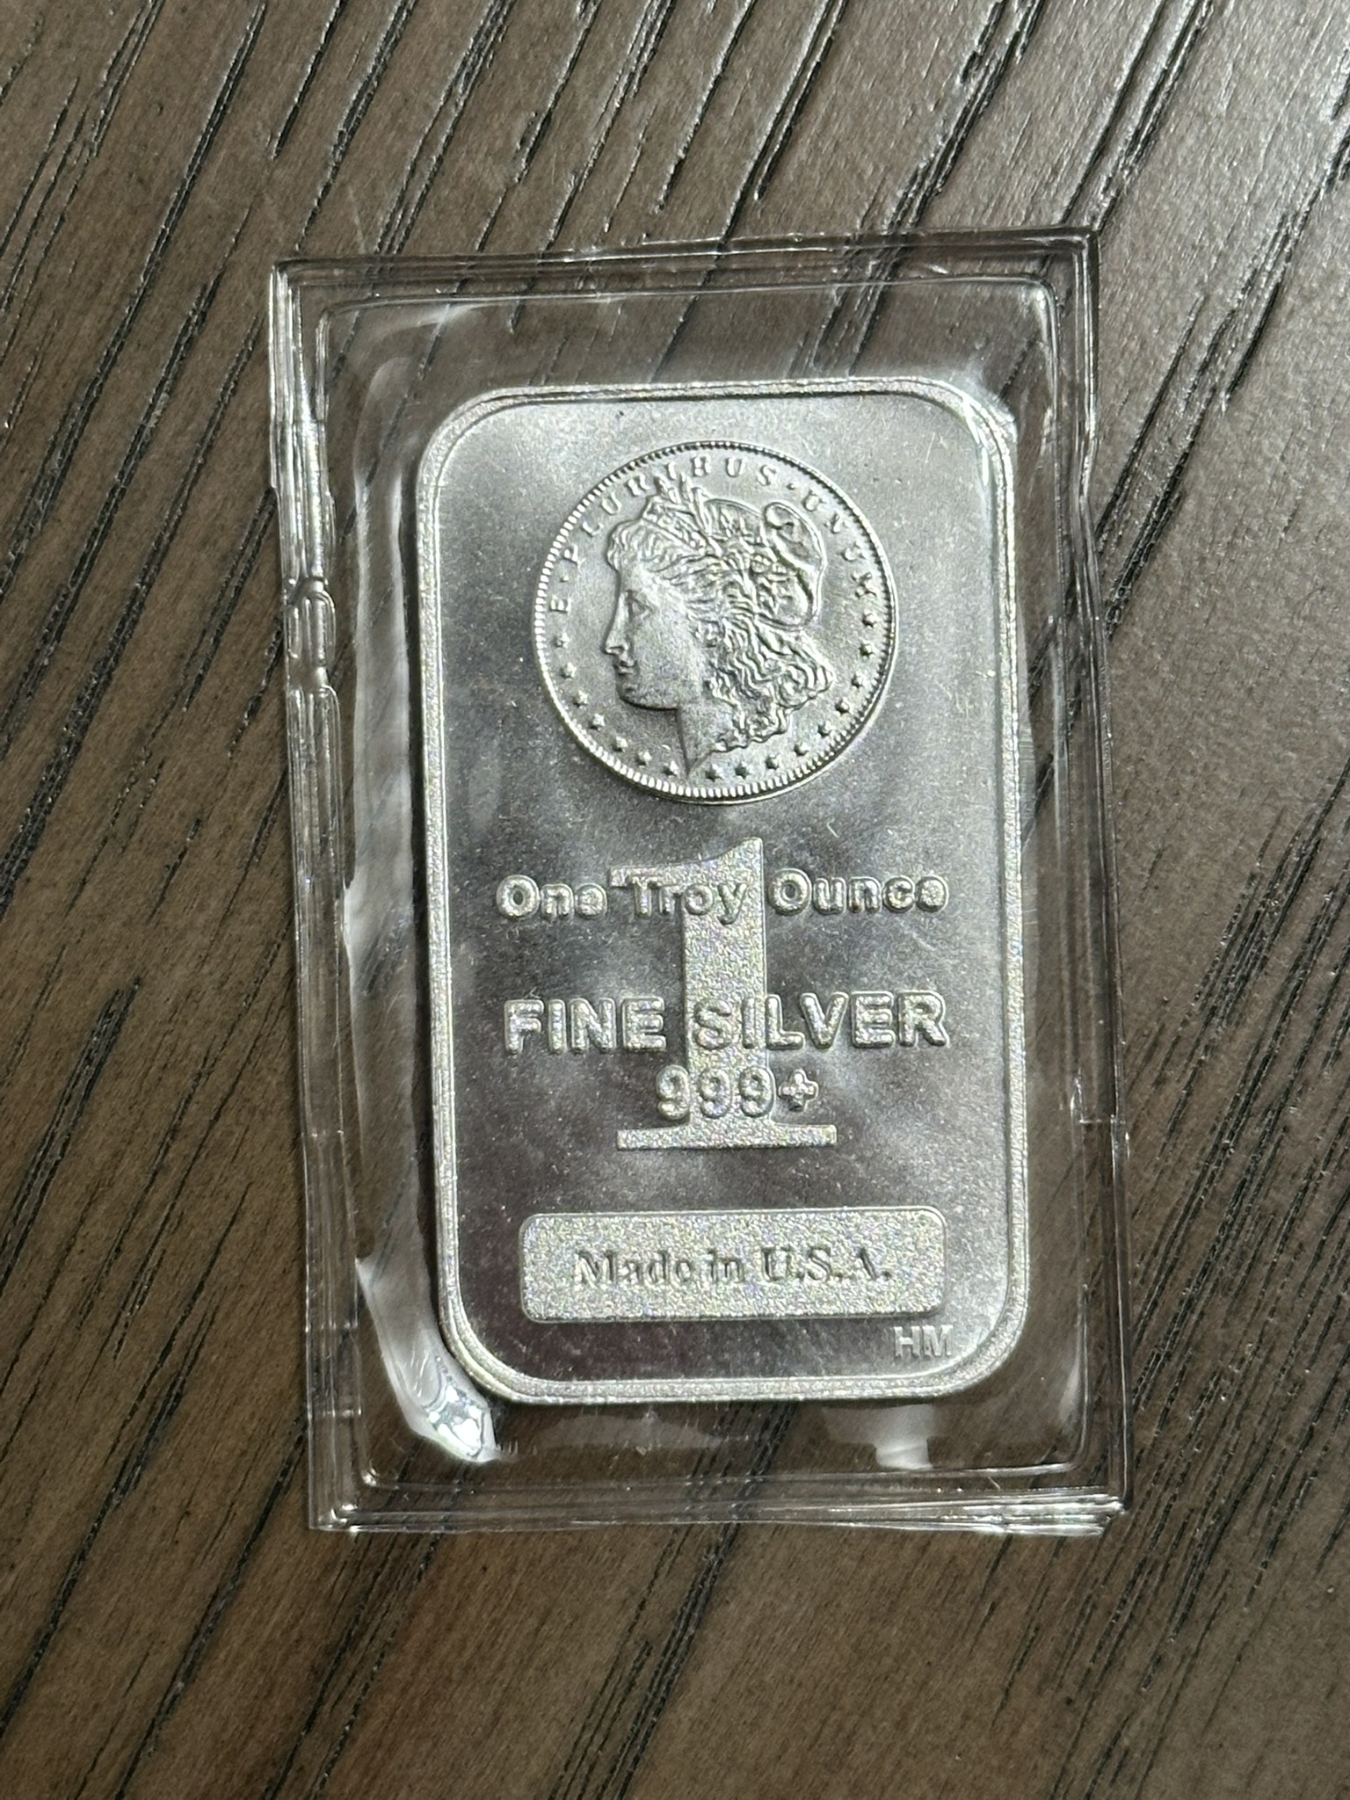 E·PLURIBUS·UNUM
One Troy Ounce
1
FINE SILVER
999+
Made in U.S.A.
HM